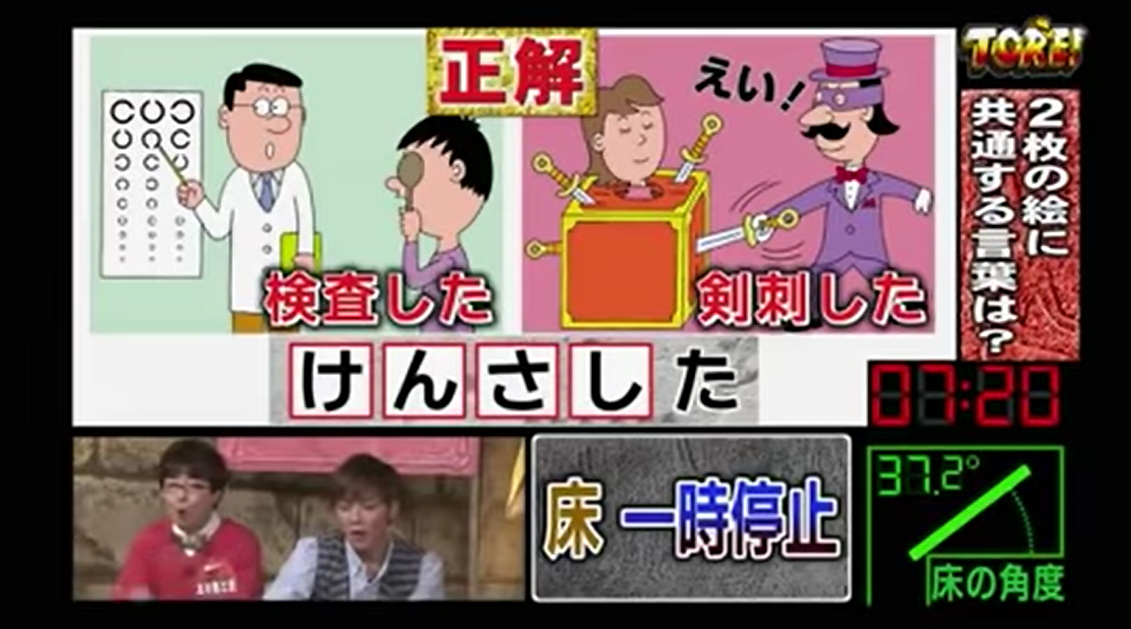 正解
えい!
検査した
剣刺した
けんさした
TORE!
2枚の絵に
共通する言葉は?
07:20
床 一時停止
37.2°
床の角度